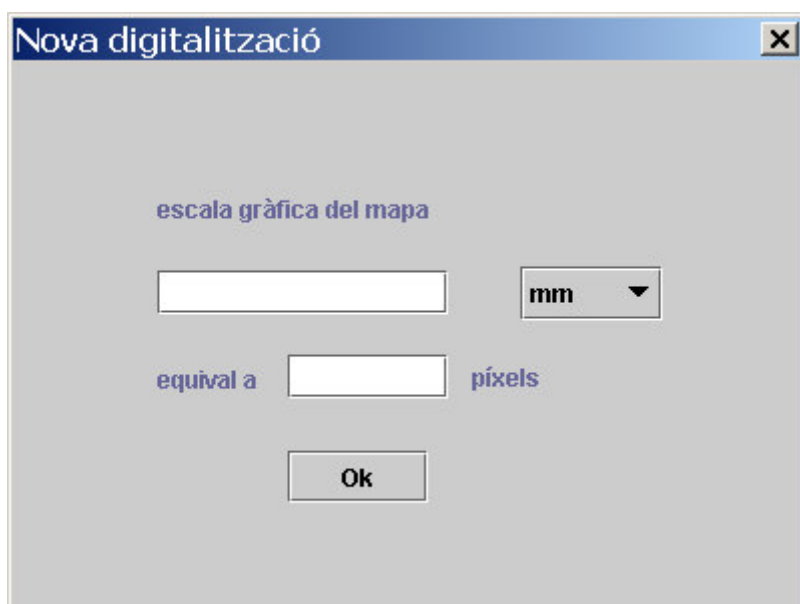 Nova digitalització
escala gràfica del mapa
mm
equival a píxels
Ok